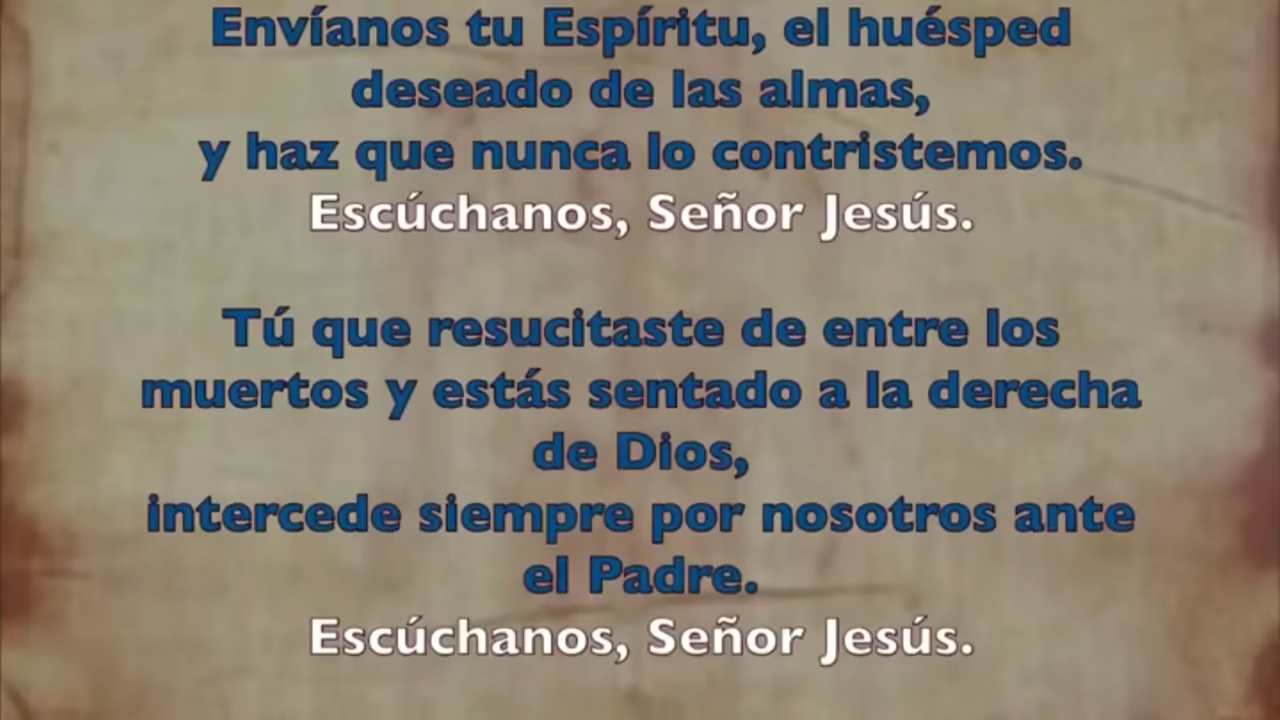 Envíanos tu Espíritu, el huésped
deseado de las almas,
y haz que nunca lo contristemos.
Escúchanos, Señor Jesús.
Tú que resucitaste de entre los
muertos y estás sentado a la derecha
de Dios,
intercede siempre por nosotros ante
el Padre.
Escúchanos, Señor Jesús.